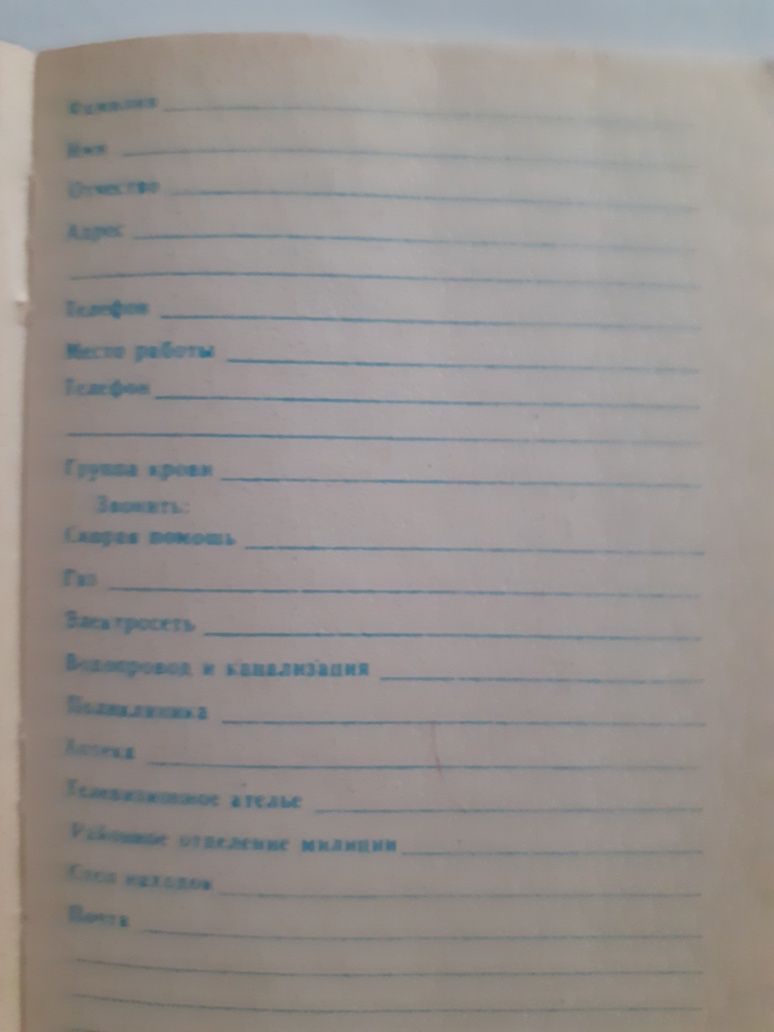 Фамилия
Имя
Отчество
Адрес
Телефон
Место работы
Телефон
Группа крови
Звонить:
Скорая помощь
Газ
Электросеть
Водопровод и канализация
Поликлиника
Аптека
Телевизионное ателье
Районное отделение милиции
Стол находок
Почта